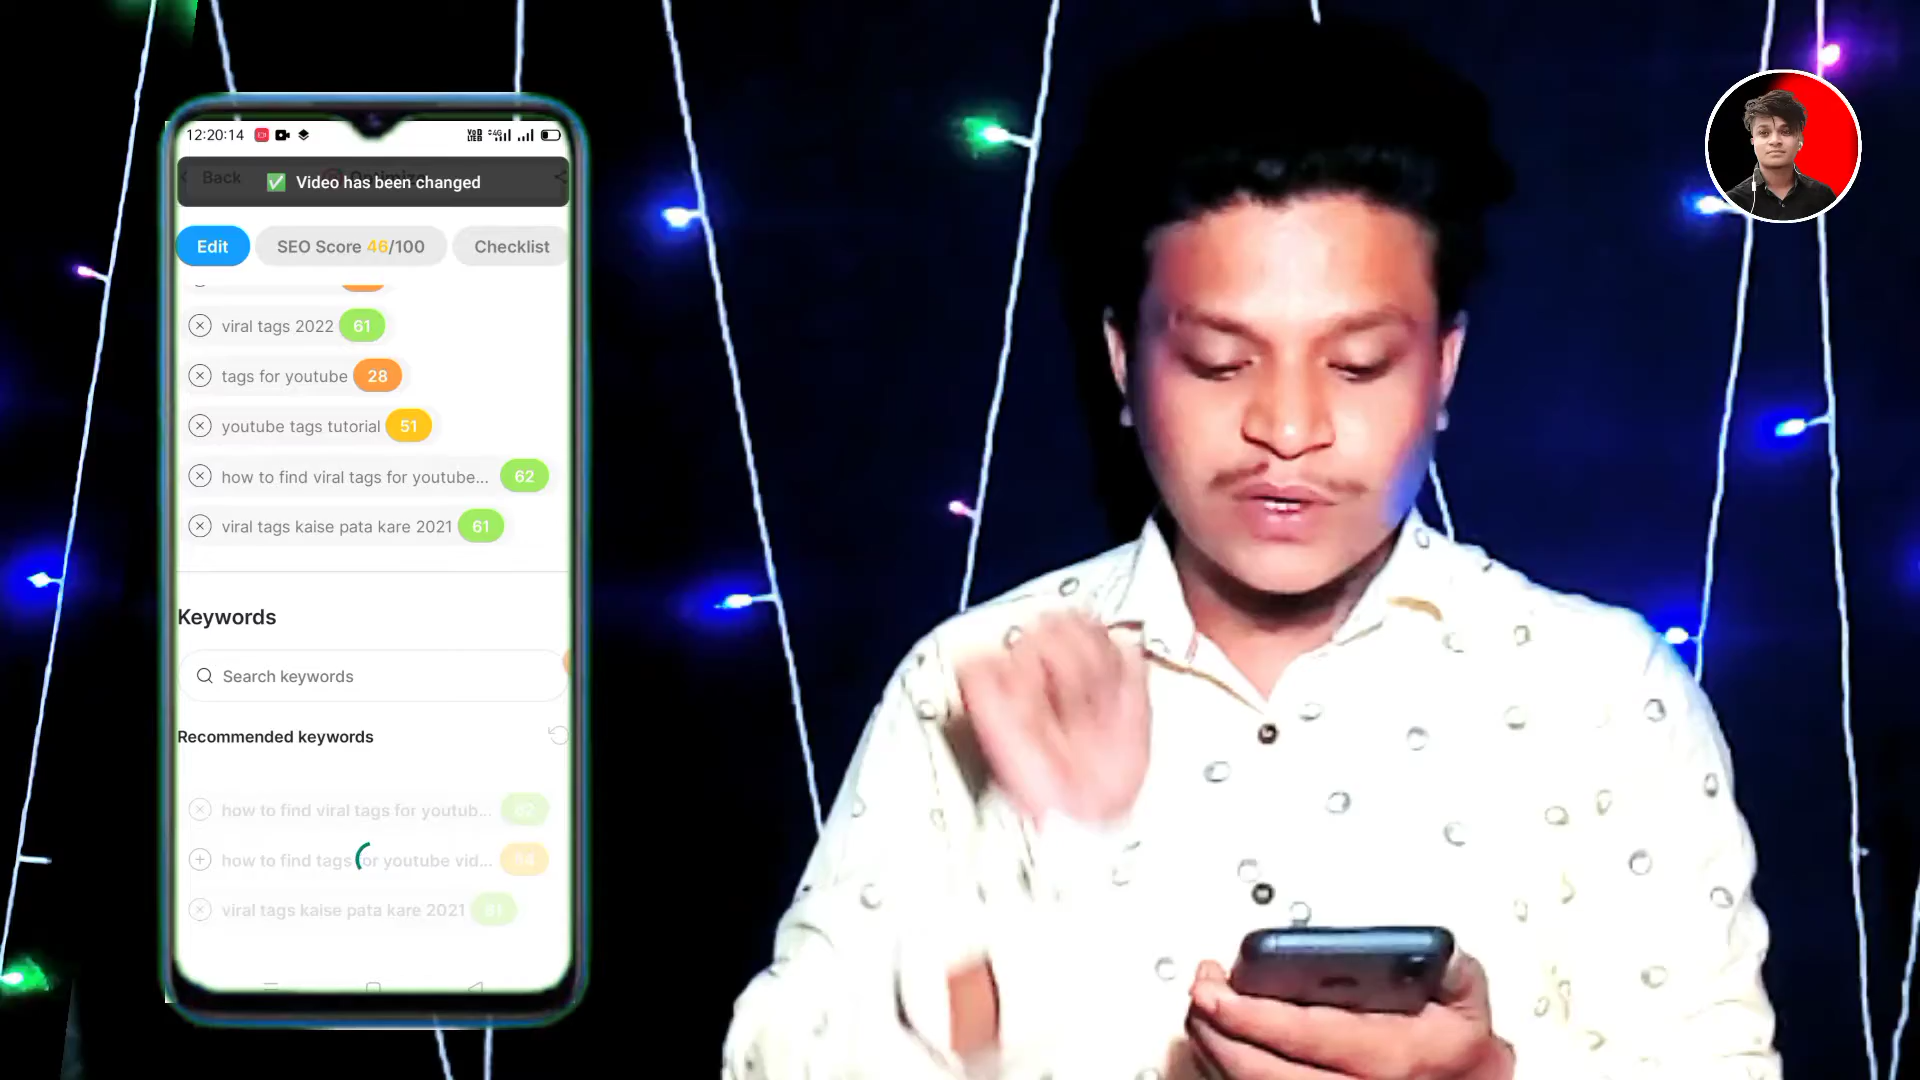 12:20:14
Back
Video has been changed
Edit
SEO Score 46/100
Checklist
viral tags 2022 61
tags for youtube 28
youtube tags tutorial 51
how to find viral tags for youtube... 62
viral tags kaise pata kare 2021 61
Keywords
Search keywords
Recommended keywords
how to find viral tags for youtub... 62
how to find tags for youtube vid...
viral tags kaise pata kare 2021 61